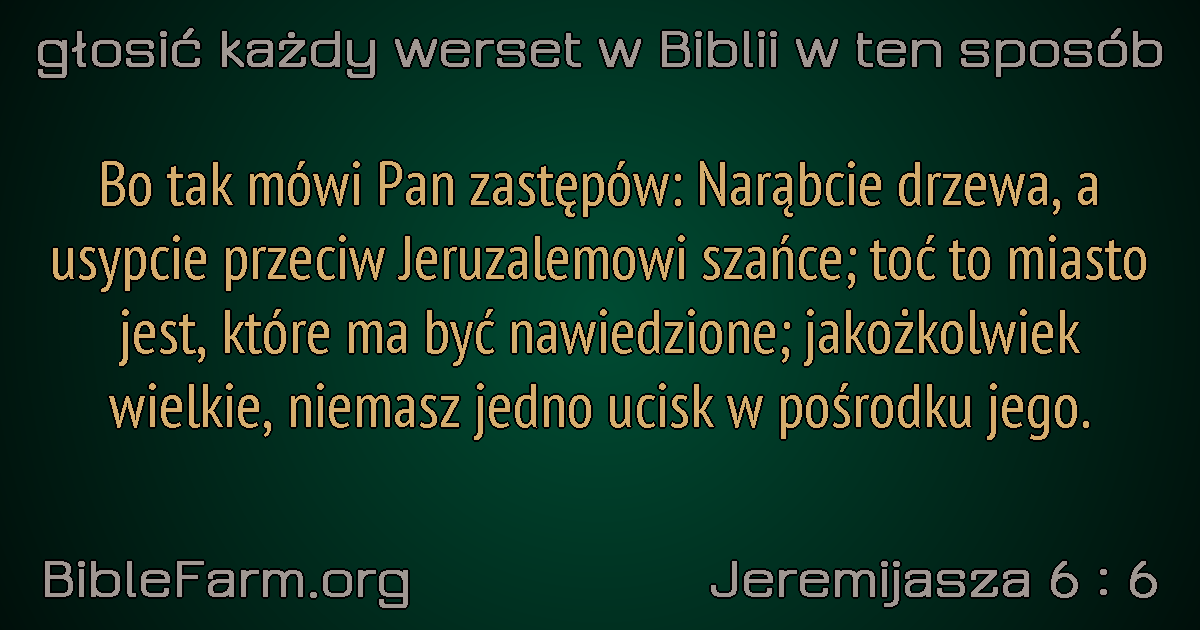 głosić każdy werset w Biblii w ten sposób
Bo tak mówi Pan zastępów: Narąbcie drzewa, a
usypcie przeciw Jeruzalemowi szańce; toć to miasto
jest, które ma być nawiedzione; jakożkolwiek
wielkie, niemasz jedno ucisk w pośrodku jego.
BibleFarm.org
Jeremijasza 6 : 6